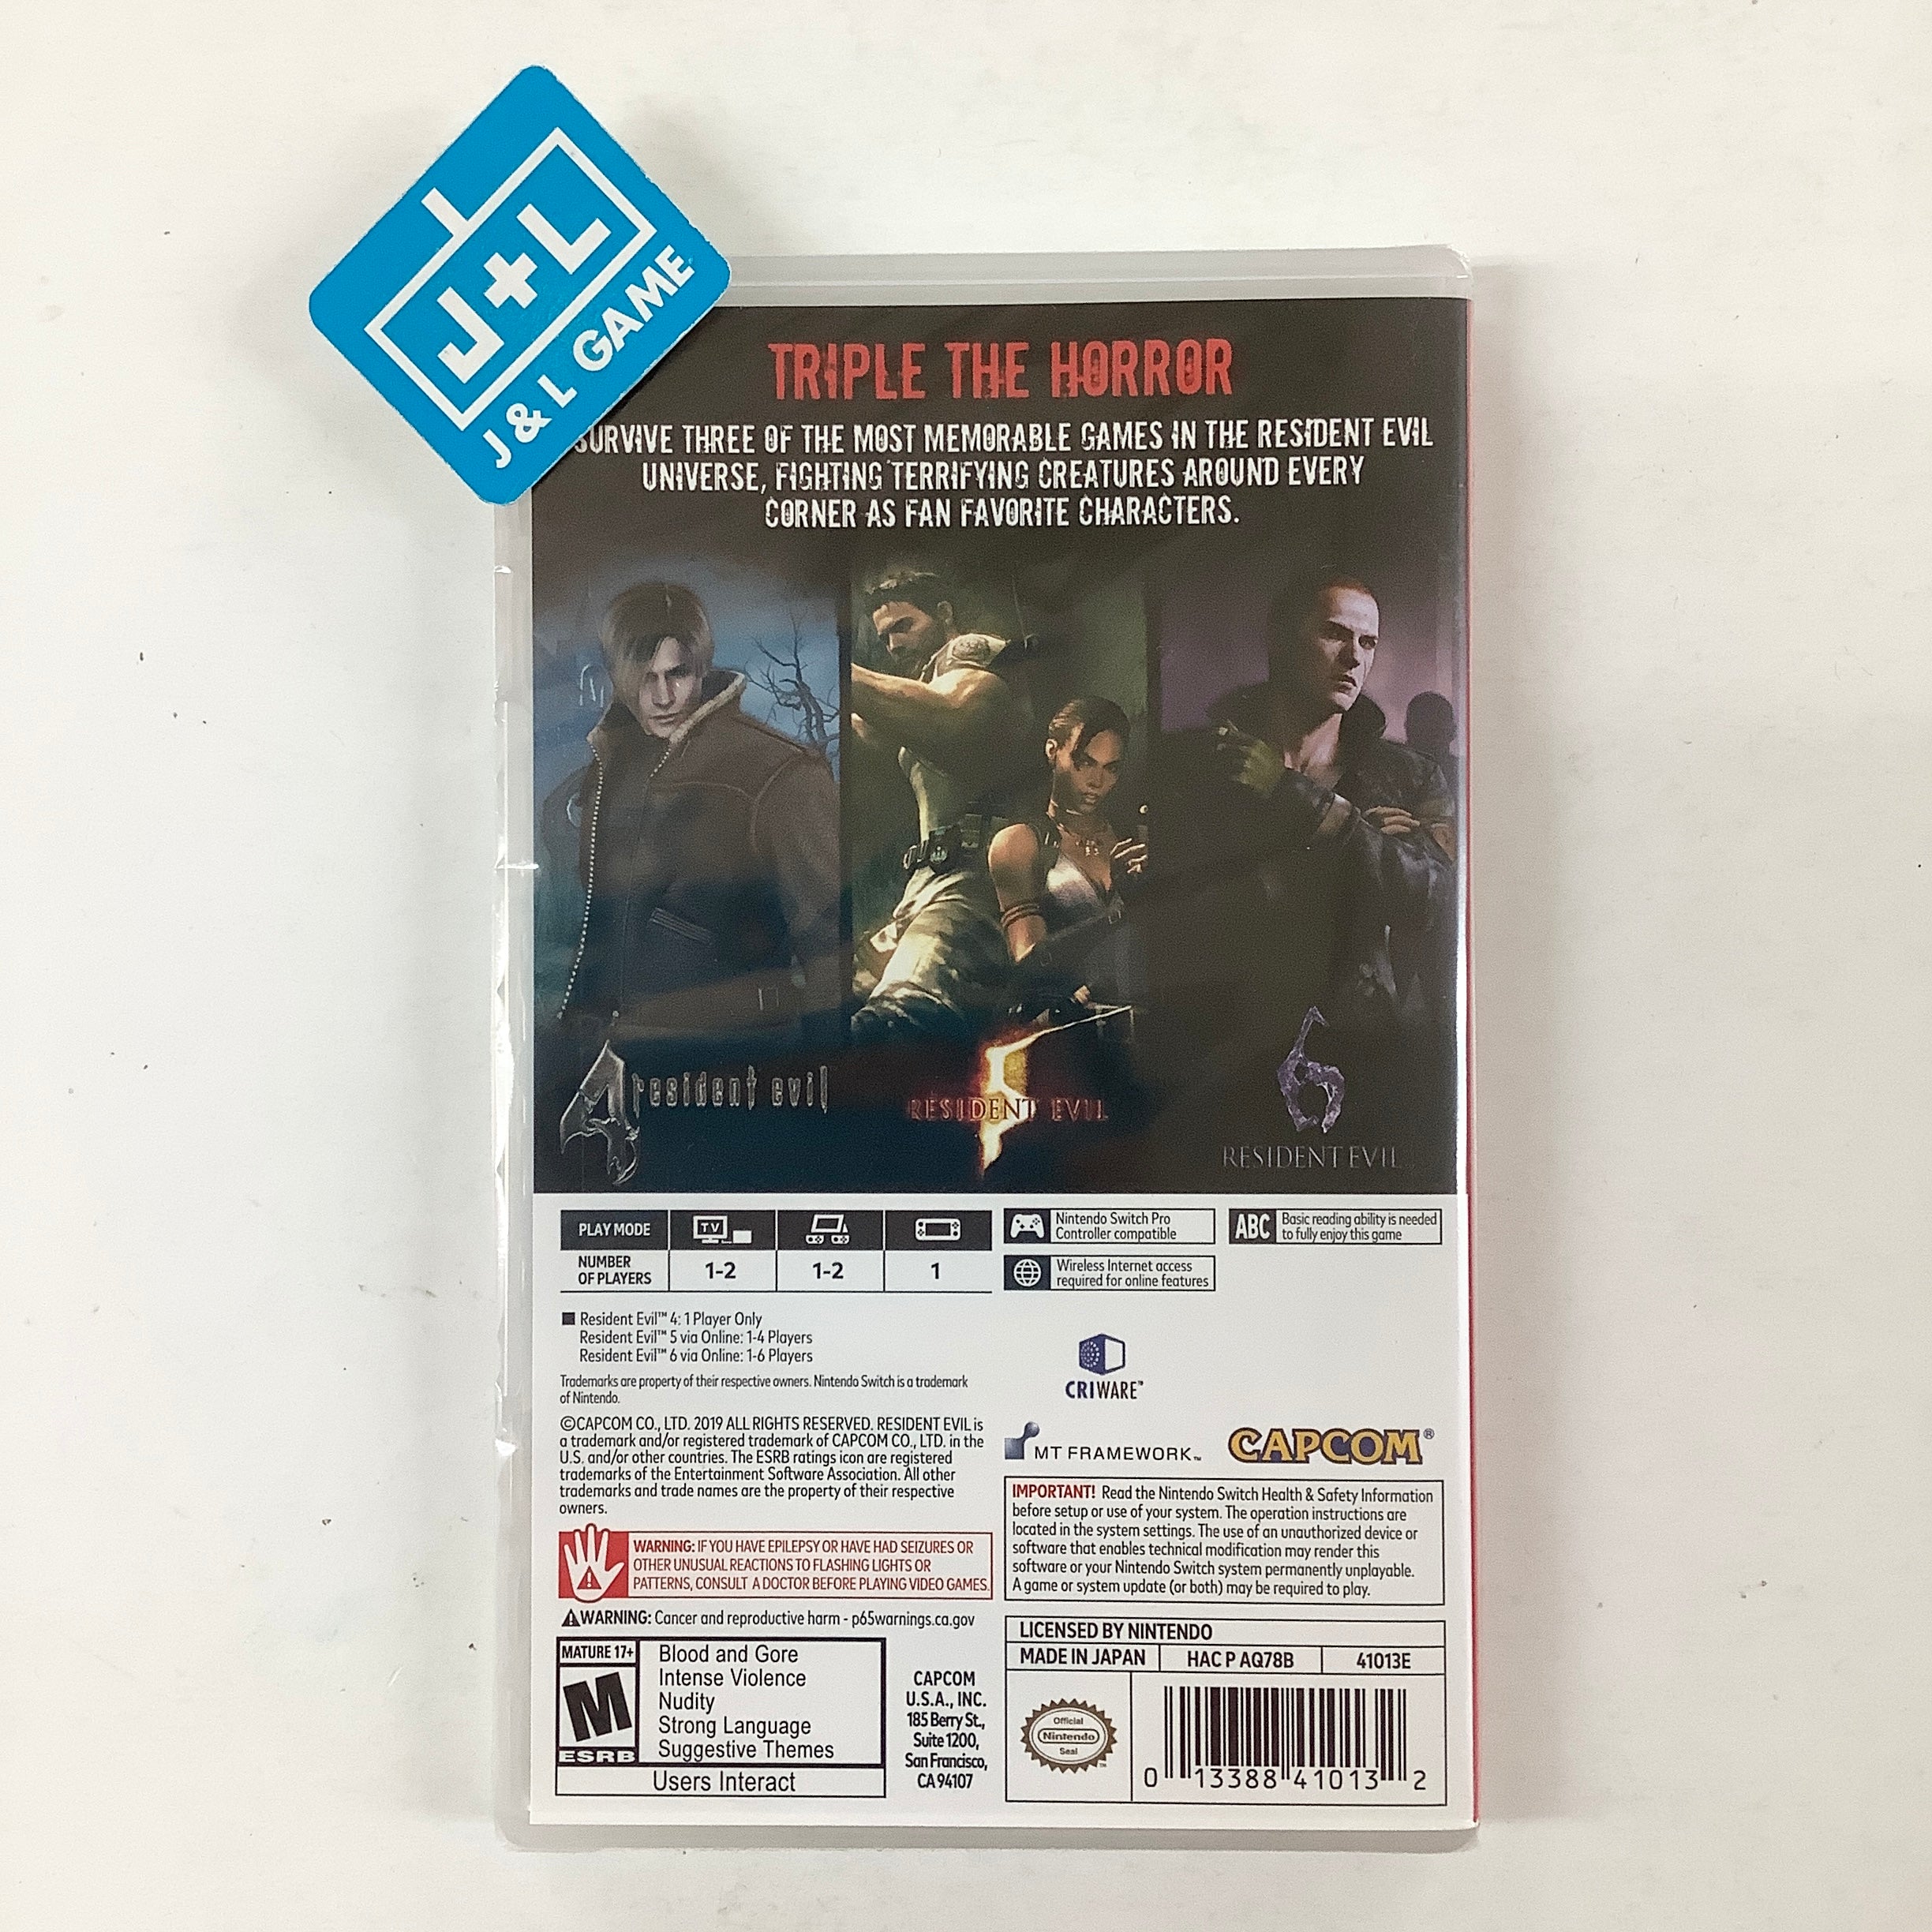 J+L
J & L GAME
TRIPLE THE HORROR
SURVIVE THREE OF THE MOST MEMORABLE GAMES IN THE RESIDENT EVIL
UNIVERSE, FIGHTING TERRIFYING CREATURES AROUND EVERY
CORNER AS FAN FAVORITE CHARACTERS.
4 resident evil
5
RESIDENT EVIL
6
RESIDENT EVIL
PLAY MODE TV
NUMBER
OF PLAYERS 1-2 1-2 1
Nintendo Switch Pro
Controller compatible
ABC Basic reading ability is needed
to fully enjoy this game
Wireless Internet access
required for online features
■ Resident Evil™ 4: 1 Player Only
Resident Evil™ 5 via Online: 1-4 Players
Resident Evil™ 6 via Online: 1-6 Players
Trademarks are property of their respective owners. Nintendo Switch is a trademark
of Nintendo.
©CAPCOM CO., LTD. 2019 ALL RIGHTS RESERVED. RESIDENT EVIL is
a trademark and/or registered trademark of CAPCOM CO., LTD. in the
U.S. and/or other countries. The ESRB ratings icon are registered
trademarks of the Entertainment Software Association. All other
trademarks and trade names are the property of their respective
owners.
CRIWARE™
MT FRAMEWORK™
CAPCOM®
WARNING: IF YOU HAVE EPILEPSY OR HAVE HAD SEIZURES OR
OTHER UNUSUAL REACTIONS TO FLASHING LIGHTS OR
PATTERNS, CONSULT A DOCTOR BEFORE PLAYING VIDEO GAMES.
⚠WARNING: Cancer and reproductive harm - p65warnings.ca.gov
IMPORTANT! Read the Nintendo Switch Health & Safety Information
before setup or use of your system. The operation instructions are
located in the system settings. The use of an unauthorized device or
software that enables technical modification may render this
software or your Nintendo Switch system permanently unplayable.
A game or system update (or both) may be required to play.
MATURE 17+
M
ESRB
Blood and Gore
Intense Violence
Nudity
Strong Language
Suggestive Themes
Users Interact
CAPCOM
U.S.A., INC.
185 Berry St.,
Suite 1200,
San Francisco,
CA 94107
LICENSED BY NINTENDO
MADE IN JAPAN HAC P AQ78B 41013E
Official
Nintendo
Seal™
0 13388 41013 2